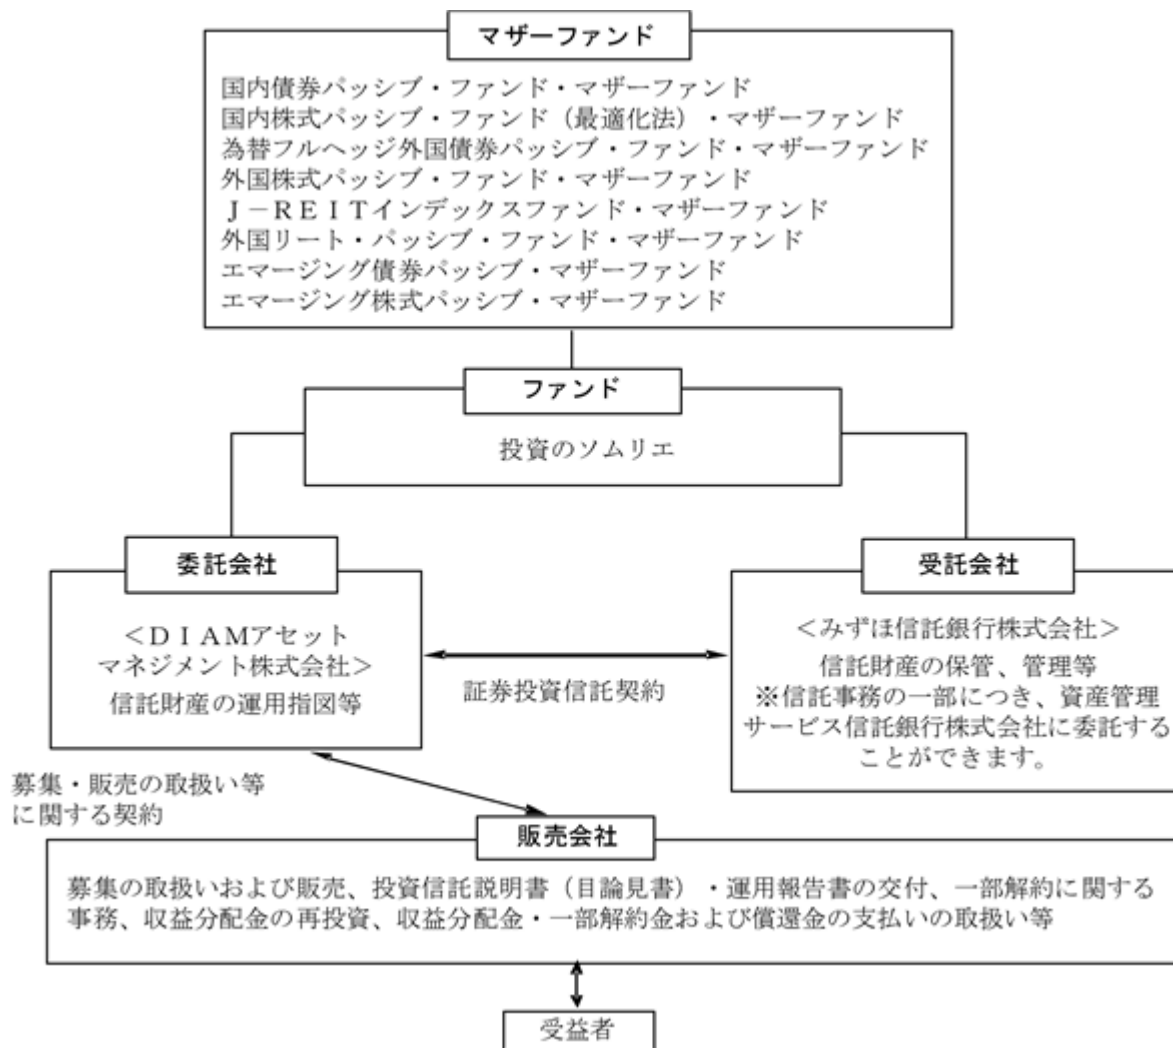 マザーファンド
国内債券パッシブ・ファンド・マザーファンド
国内株式パッシブ・ファンド（最適化法）・マザーファンド
為替フルヘッジ外国債券パッシブ・ファンド・マザーファンド
外国株式パッシブ・ファンド・マザーファンド
Ｊ－ＲＥＩＴインデックスファンド・マザーファンド
外国リート・パッシブ・ファンド・マザーファンド
エマージング債券パッシブ・マザーファンド
エマージング株式パッシブ・マザーファンド
ファンド
投資のソムリエ
委託会社
＜ＤＩＡＭアセット
マネジメント株式会社＞
信託財産の運用指図等
証券投資信託契約
受託会社
＜みずほ信託銀行株式会社＞
信託財産の保管、管理等
※信託事務の一部につき、資産管理
サービス信託銀行株式会社に委託する
ことができます。
募集・販売の取扱い等
に関する契約
販売会社
募集の取扱いおよび販売、投資信託説明書（目論見書）・運用報告書の交付、一部解約に関する
事務、収益分配金の再投資、収益分配金・一部解約金および償還金の支払いの取扱い等
受益者